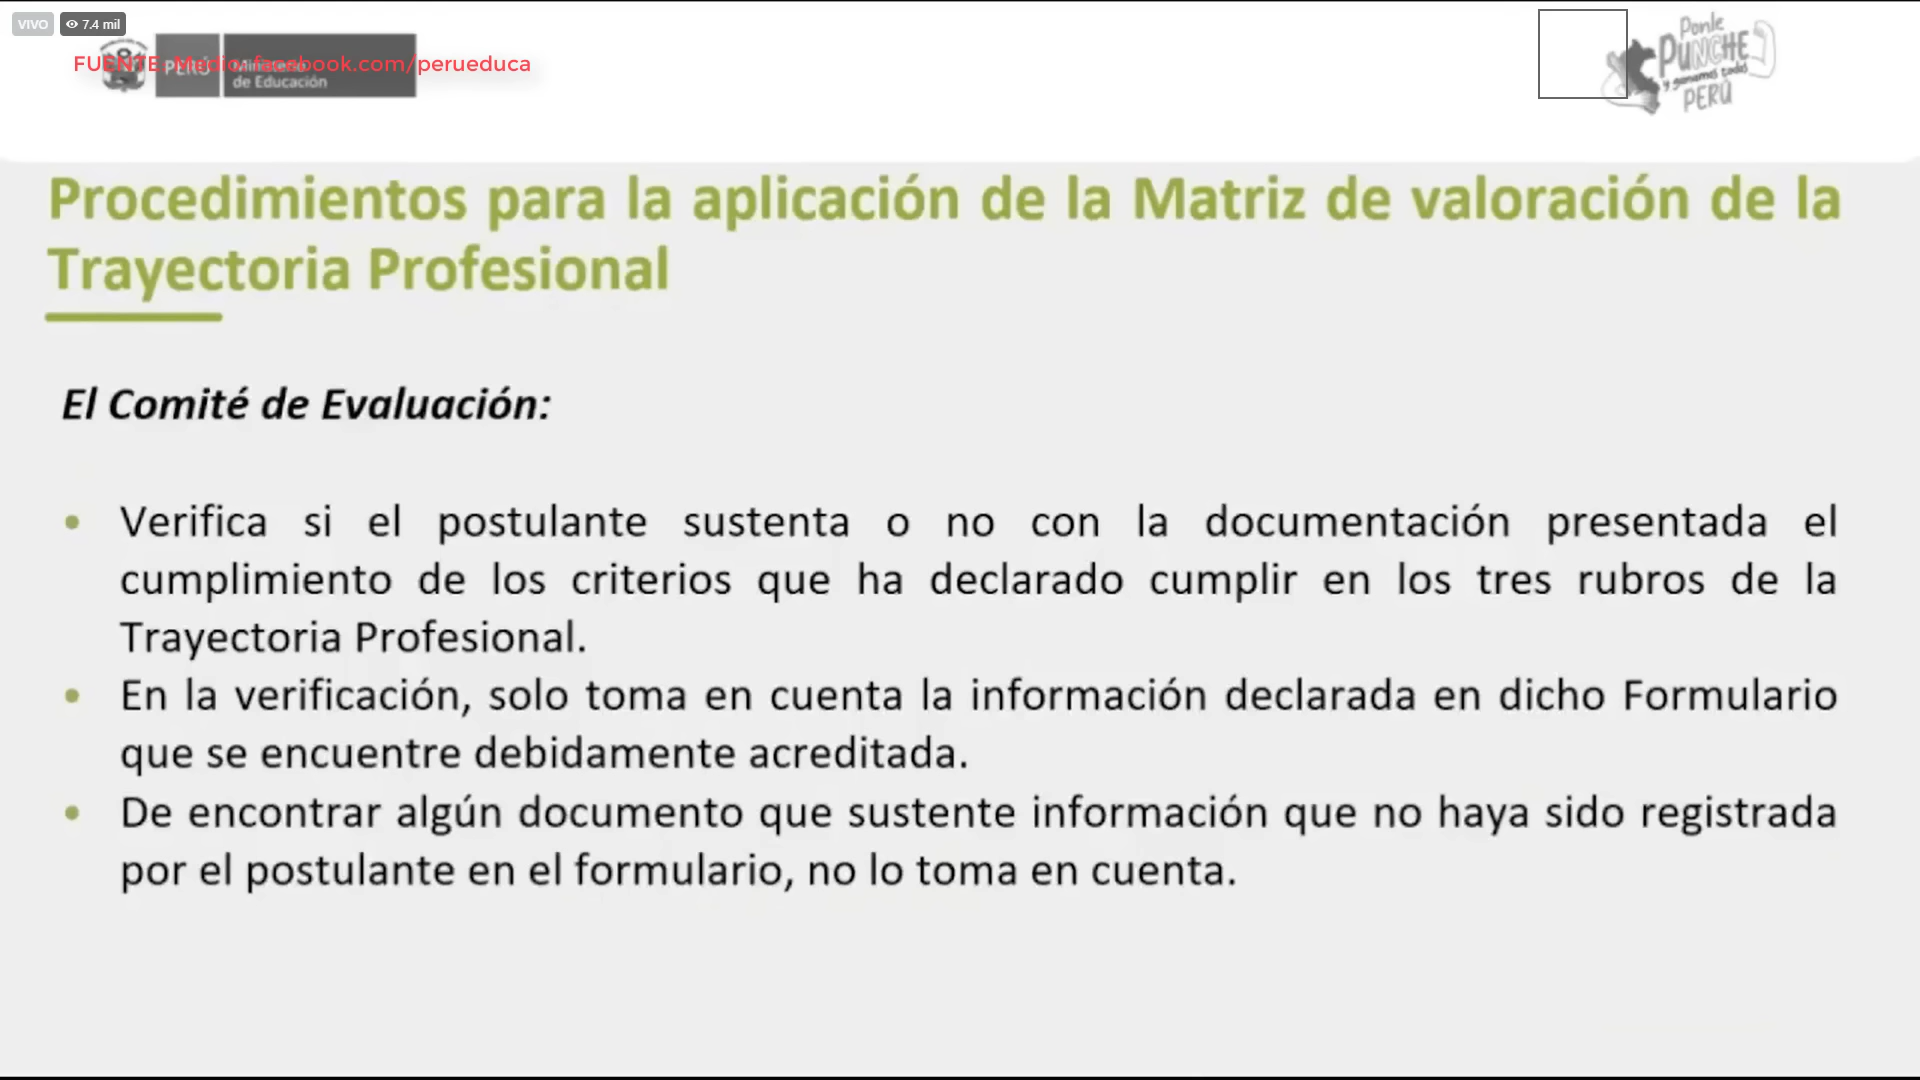 VIVO 7.4 mil
FUENTE: Medio: facebook.com/perueduca
PERÚ Ministerio
de Educación
Ponle
PUNCHE
y ganamos todos
PERÚ
Procedimientos para la aplicación de la Matriz de valoración de la
Trayectoria Profesional
El Comité de Evaluación:
• Verifica si el postulante sustenta o no con la documentación presentada el
cumplimiento de los criterios que ha declarado cumplir en los tres rubros de la
Trayectoria Profesional.
• En la verificación, solo toma en cuenta la información declarada en dicho Formulario
que se encuentre debidamente acreditada.
• De encontrar algún documento que sustente información que no haya sido registrada
por el postulante en el formulario, no lo toma en cuenta.